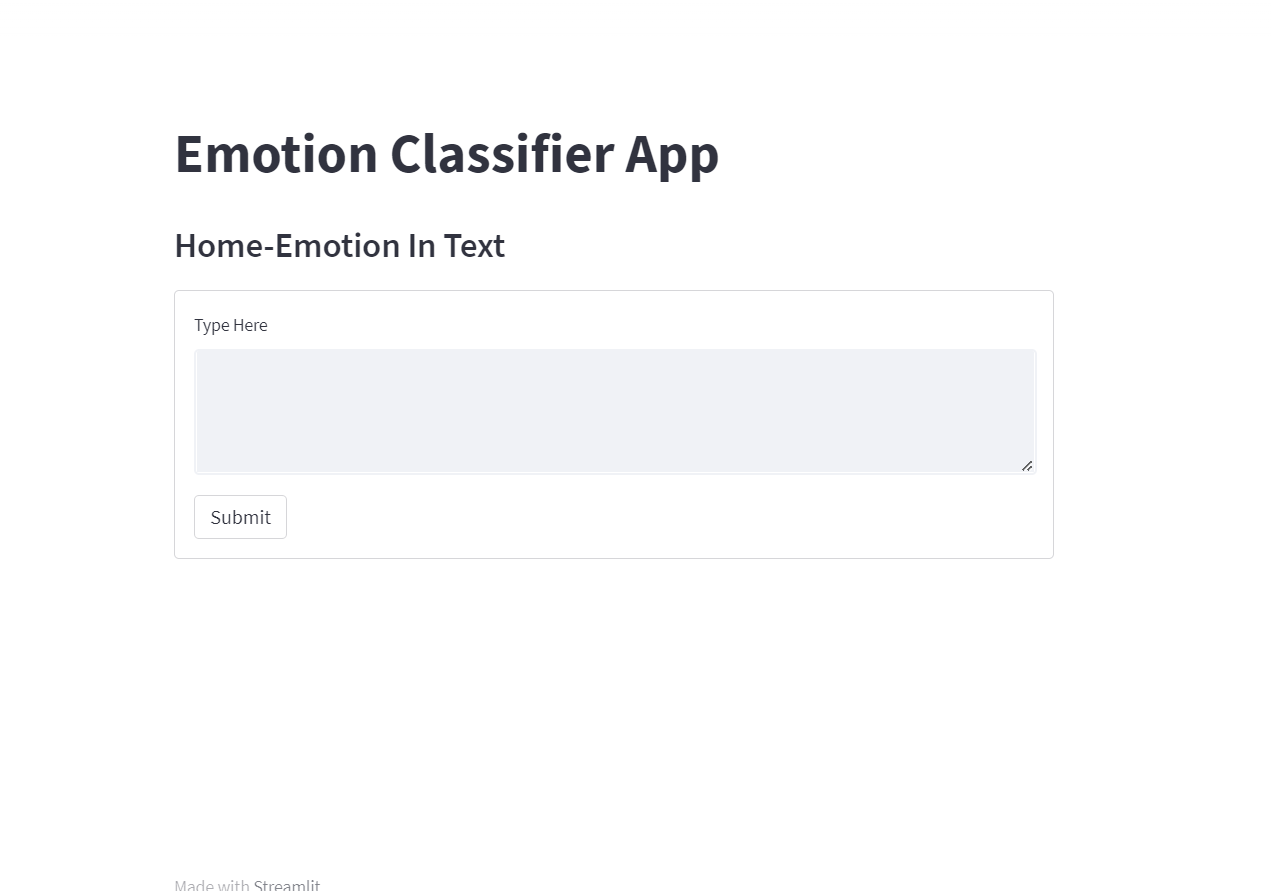 Emotion Classifier App
Home-Emotion In Text
Type Here
Submit
Made with Streamlit